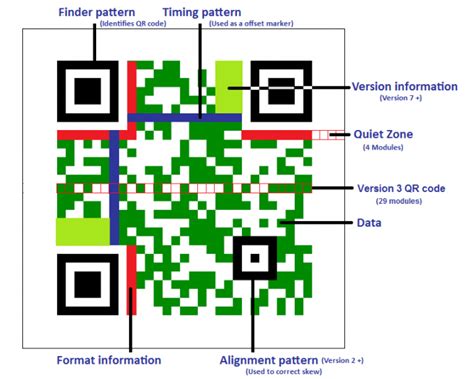 Finder pattern
(Identifies QR code)
Timing pattern
(Used as a offset marker)
Version information
(Version 7 +)
Quiet Zone
(4 Modules)
Version 3 QR code
(29 modules)
Data
Format information
Alignment pattern (Version 2 +)
(Used to correct skew)